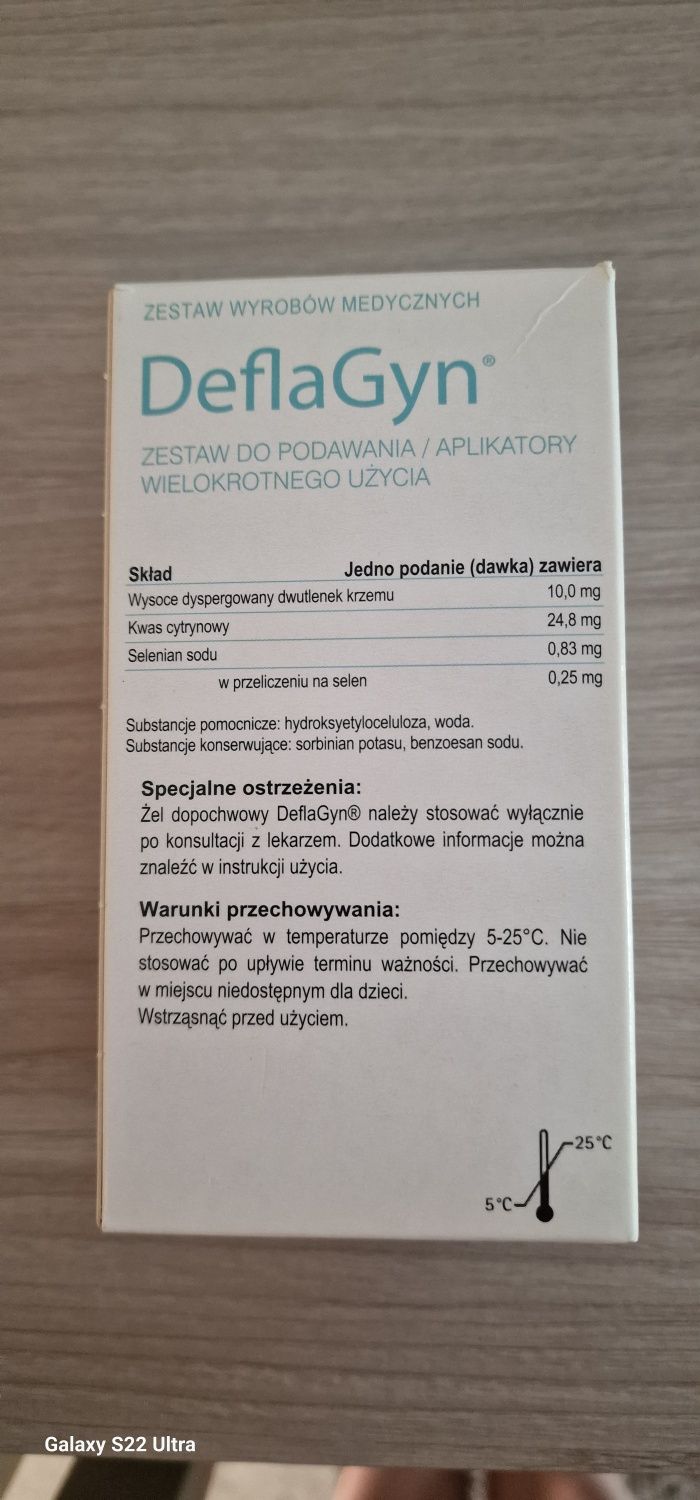 ZESTAW WYROBÓW MEDYCZNYCH
DeflaGyn®
ZESTAW DO PODAWANIA / APLIKATORY
WIELOKROTNEGO UŻYCIA
Skład Jedno podanie (dawka) zawiera
Wysoce dyspergowany dwutlenek krzemu 10,0 mg
Kwas cytrynowy 24,8 mg
Selenian sodu 0,83 mg
w przeliczeniu na selen 0,25 mg
Substancje pomocnicze: hydroksyetyloceluloza, woda.
Substancje konserwujące: sorbinian potasu, benzoesan sodu.
Specjalne ostrzeżenia:
Żel dopochwowy DeflaGyn® należy stosować wyłącznie
po konsultacji z lekarzem. Dodatkowe informacje można
znaleźć w instrukcji użycia.
Warunki przechowywania:
Przechowywać w temperaturze pomiędzy 5-25°C. Nie
stosować po upływie terminu ważności. Przechowywać
w miejscu niedostępnym dla dzieci.
Wstrząsnąć przed użyciem.
25°C
5°C
Galaxy S22 Ultra